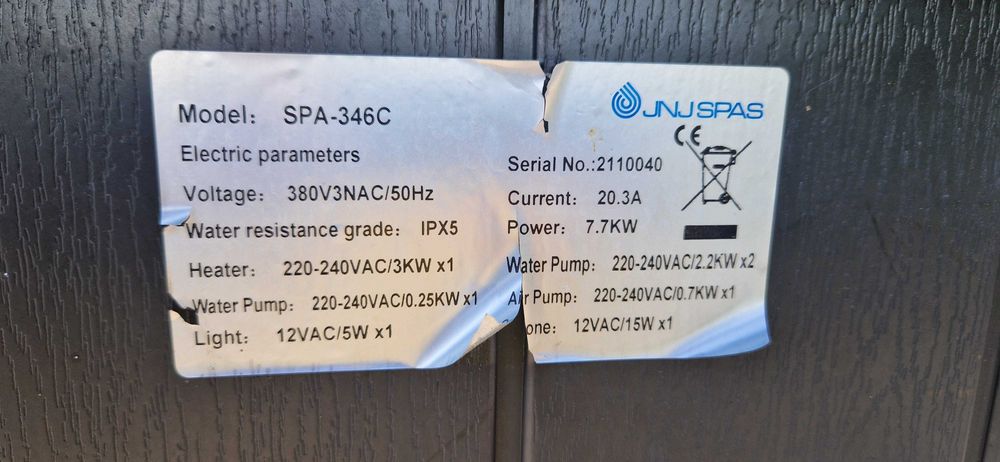 Model: SPA-346C
Electric parameters
Voltage: 380V3NAC/50Hz
Water resistance grade: IPX5
Heater: 220-240VAC/3KW x1
Water Pump: 220-240VAC/0.25KW x1
Light: 12VAC/5W x1
JNJ SPAS
CE
Serial No.:2110040
Current: 20.3A
Power: 7.7KW
Water Pump: 220-240VAC/2.2KW x2
Air Pump: 220-240VAC/0.7KW x1
one: 12VAC/15W x1